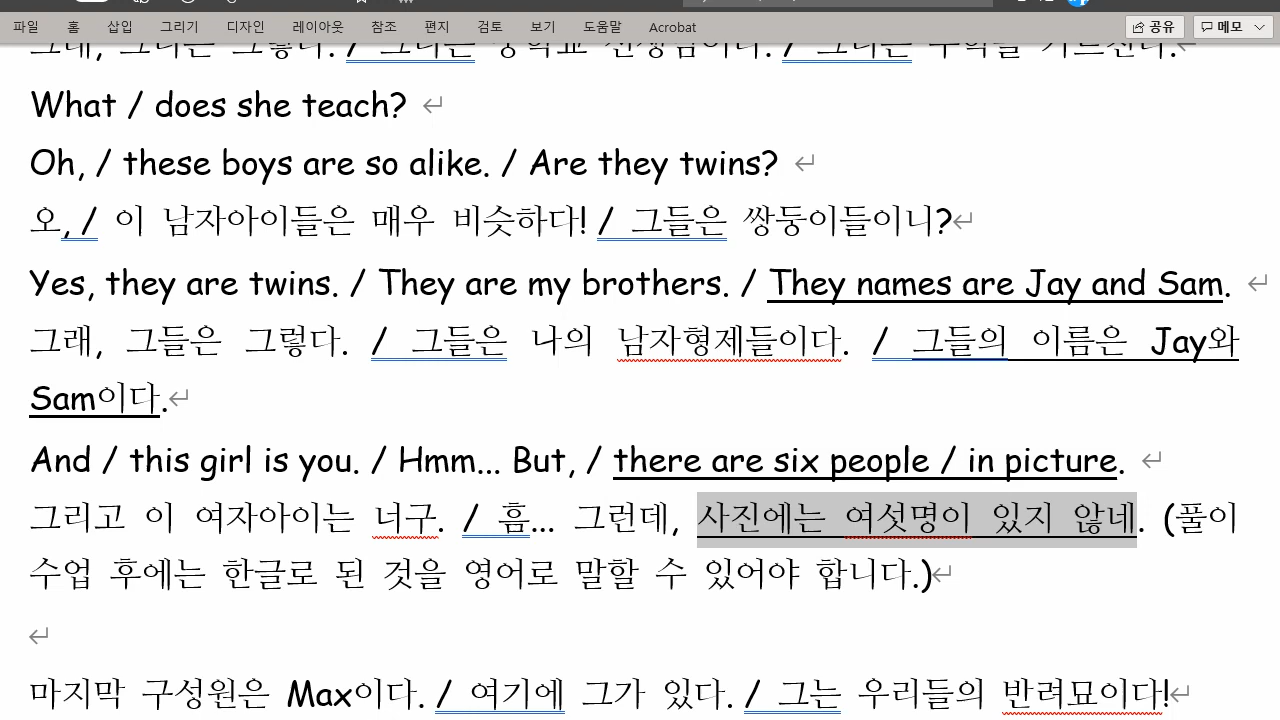 파일 홈 삽입 그리기 디자인 레이아웃 참조 편지 검토 보기 도움말 Acrobat 공유 메모
What / does she teach?
Oh, / these boys are so alike. / Are they twins?
오, / 이 남자아이들은 매우 비슷하다! / 그들은 쌍둥이들이니?
Yes, they are twins. / They are my brothers. / They names are Jay and Sam.
그래, 그들은 그렇다. / 그들은 나의 남자형제들이다. / 그들의 이름은 Jay와
Sam이다.
And / this girl is you. / Hmm... But, / there are six people / in picture.
그리고 이 여자아이는 너구. / 흠... 그런데, 사진에는 여섯명이 있지 않네. (풀이
수업 후에는 한글로 된 것을 영어로 말할 수 있어야 합니다.)
마지막 구성원은 Max이다. / 여기에 그가 있다. / 그는 우리들의 반려묘이다!